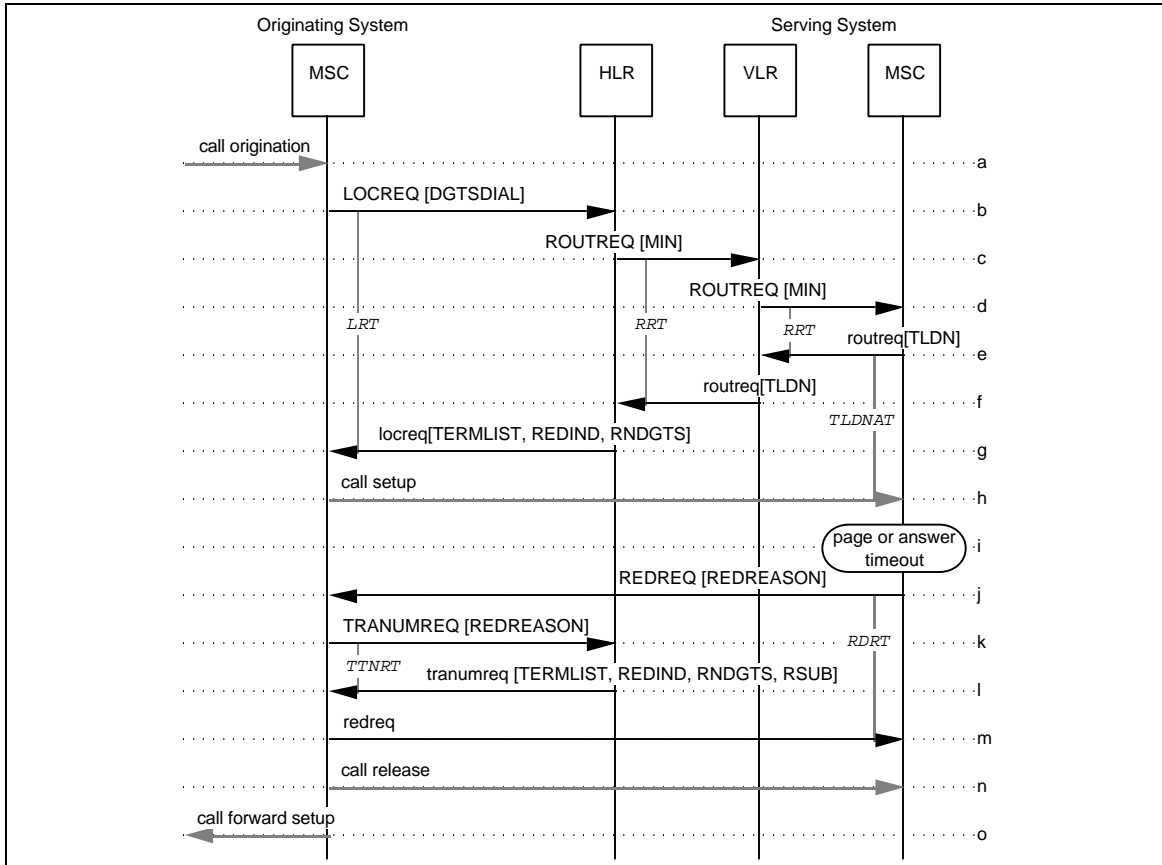 Originating System
Serving System
MSC
HLR
VLR
MSC
call origination
a
LOCREQ [DGTSDIAL]
b
ROUTREQ [MIN]
c
ROUTREQ [MIN]
d
LRT
RRT
RRT
routreq[TLDN]
e
routreq[TLDN]
f
TLDNAT
locreq[TERMLIST, REDIND, RNDGTS]
g
call setup
h
page or answer
timeout
i
REDREQ [REDREASON]
j
TRANUMREQ [REDREASON]
k
RDRT
TTNRT
tranumreq [TERMLIST, REDIND, RNDGTS, RSUB]
l
redreq
m
call release
n
call forward setup
o